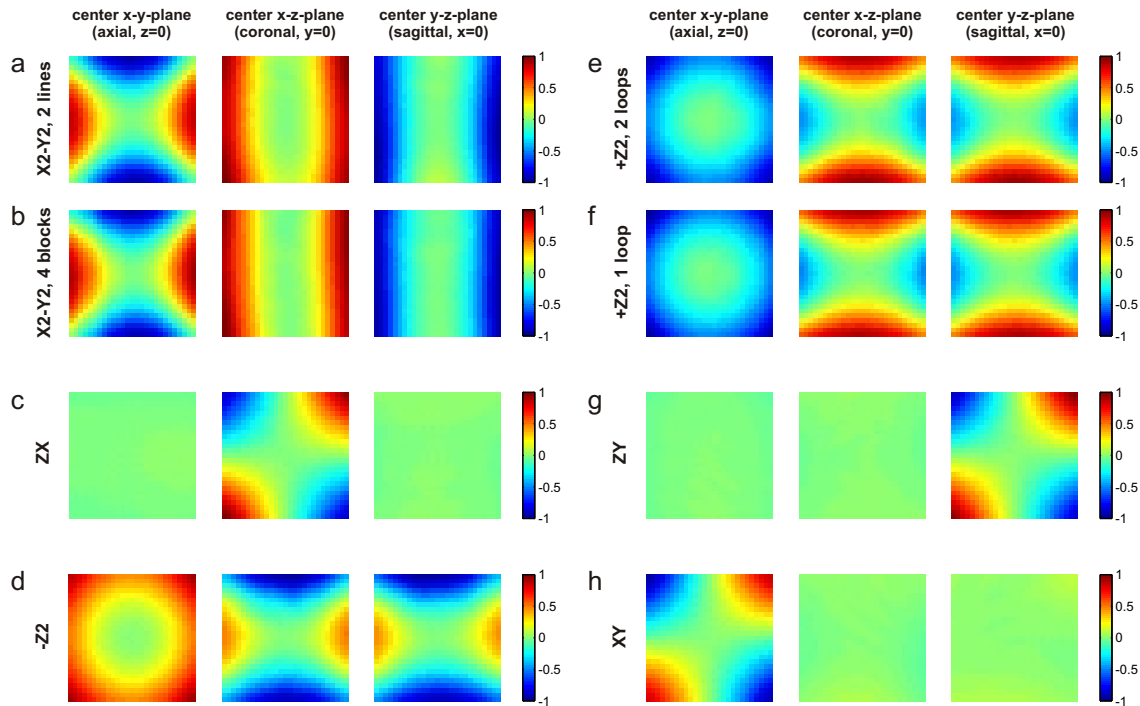 center x-y-plane
(axial, z=0)
center x-z-plane
(coronal, y=0)
center y-z-plane
(sagittal, x=0)
center x-y-plane
(axial, z=0)
center x-z-plane
(coronal, y=0)
center y-z-plane
(sagittal, x=0)
a
X2-Y2, 2 lines
1
0.5
0
-0.5
-1
e
+Z2, 2 loops
1
0.5
0
-0.5
-1
b
X2-Y2, 4 blocks
1
0.5
0
-0.5
-1
f
+Z2, 1 loop
1
0.5
0
-0.5
-1
c
ZX
1
0.5
0
-0.5
-1
g
ZY
1
0.5
0
-0.5
-1
d
-Z2
1
0.5
0
-0.5
-1
h
XY
1
0.5
0
-0.5
-1